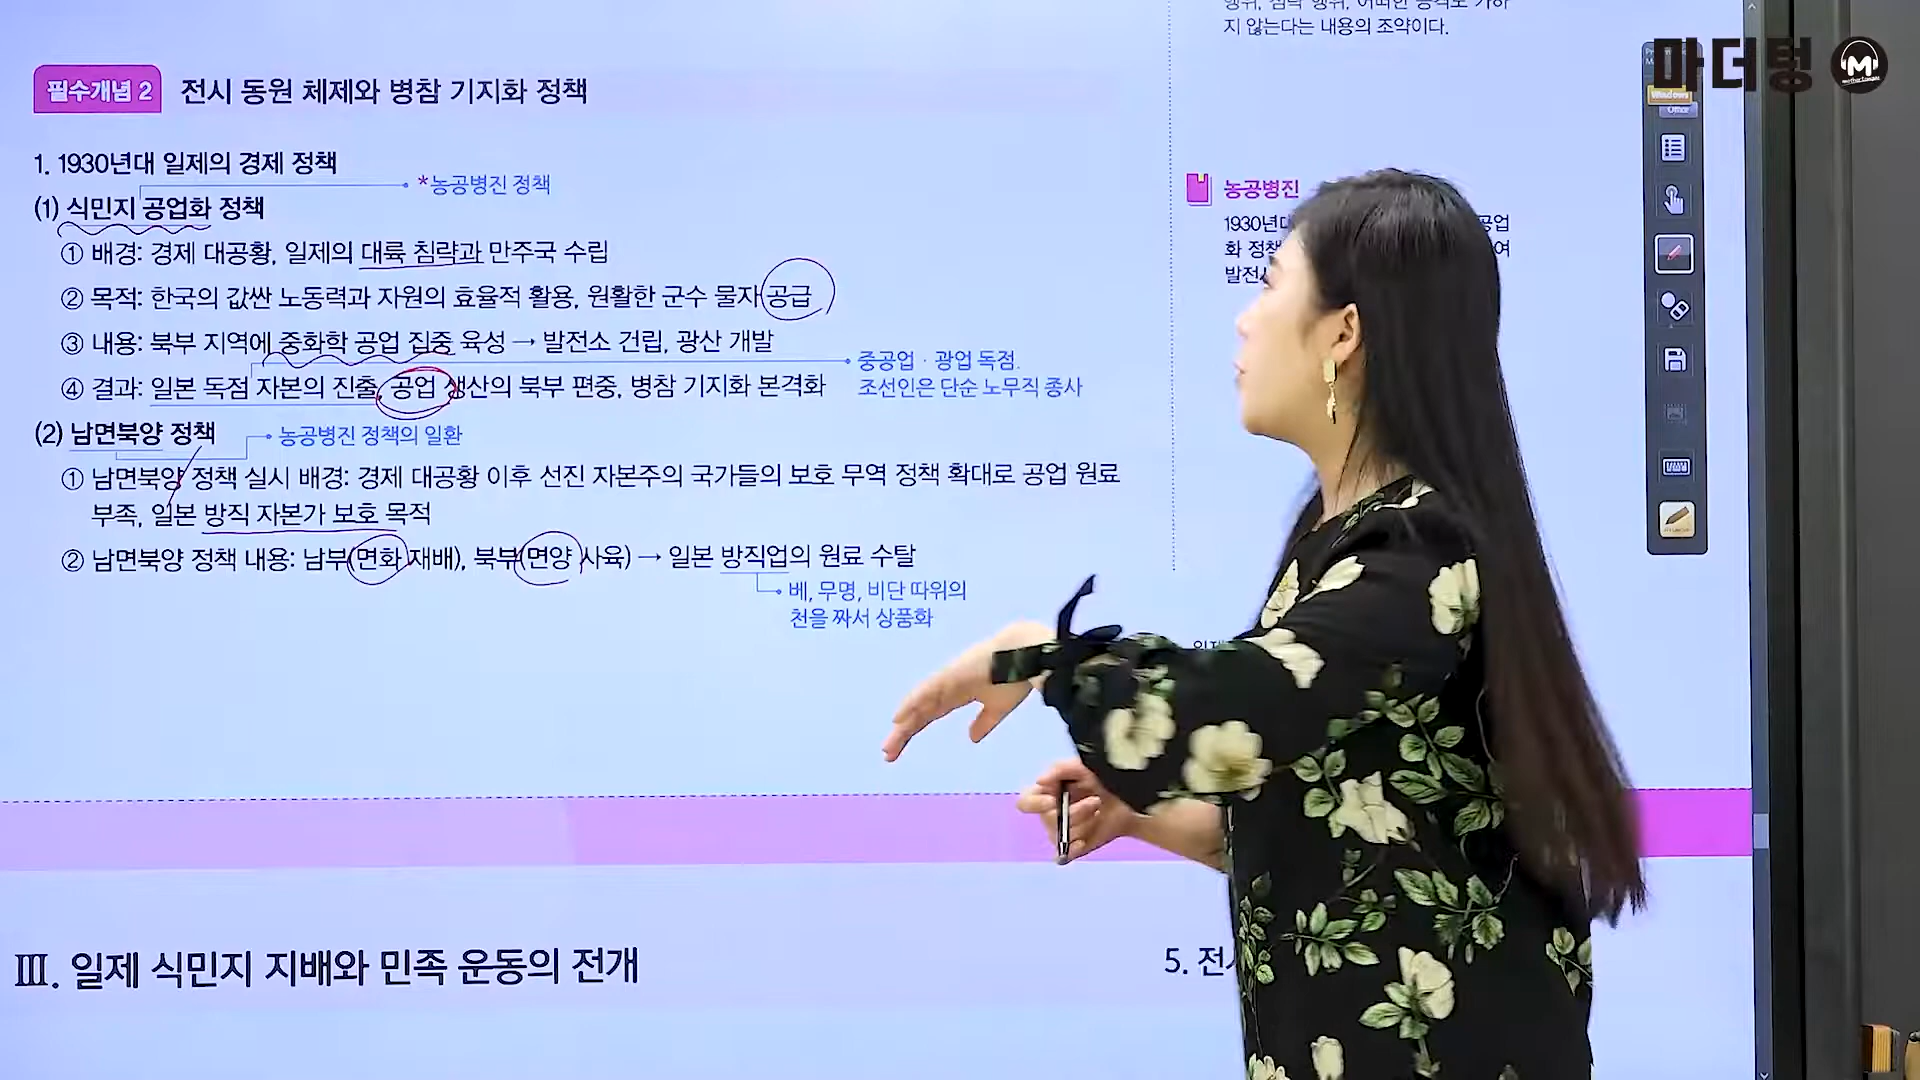 지 않는다는 내용의 조약이다.
마더텅
필수개념 2 전시 동원 체제와 병참 기지화 정책
1. 1930년대 일제의 경제 정책
*농공병진 정책
(1) 식민지 공업화 정책
① 배경: 경제 대공황, 일제의 대륙 침략과 만주국 수립
② 목적: 한국의 값싼 노동력과 자원의 효율적 활용, 원활한 군수 물자 공급
③ 내용: 북부 지역에 중화학 공업 집중 육성 → 발전소 건립, 광산 개발
중공업 · 광업 독점.
④ 결과: 일본 독점 자본의 진출, 공업 생산의 북부 편중, 병참 기지화 본격화
조선인은 단순 노무직 종사
(2) 남면북양 정책
농공병진 정책의 일환
① 남면북양 정책 실시 배경: 경제 대공황 이후 선진 자본주의 국가들의 보호 무역 정책 확대로 공업 원료
부족, 일본 방직 자본가 보호 목적
② 남면북양 정책 내용: 남부(면화 재배), 북부(면양 사육) → 일본 방직업의 원료 수탈
베, 무명, 비단 따위의
천을 짜서 상품화
농공병진
1930년대 공업
화 정책 여
발전
Ⅲ. 일제 식민지 지배와 민족 운동의 전개
5. 전시